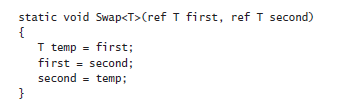 static void Swap<T>(ref T first, ref T second)
{
    T temp = first;
    first = second;
    second = temp;
}